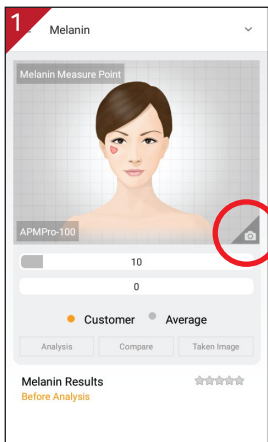 1
Melanin
Melanin Measure Point
APMPro-100
10
0
Customer Average
Analysis Compare Taken Image
Melanin Results
Before Analysis